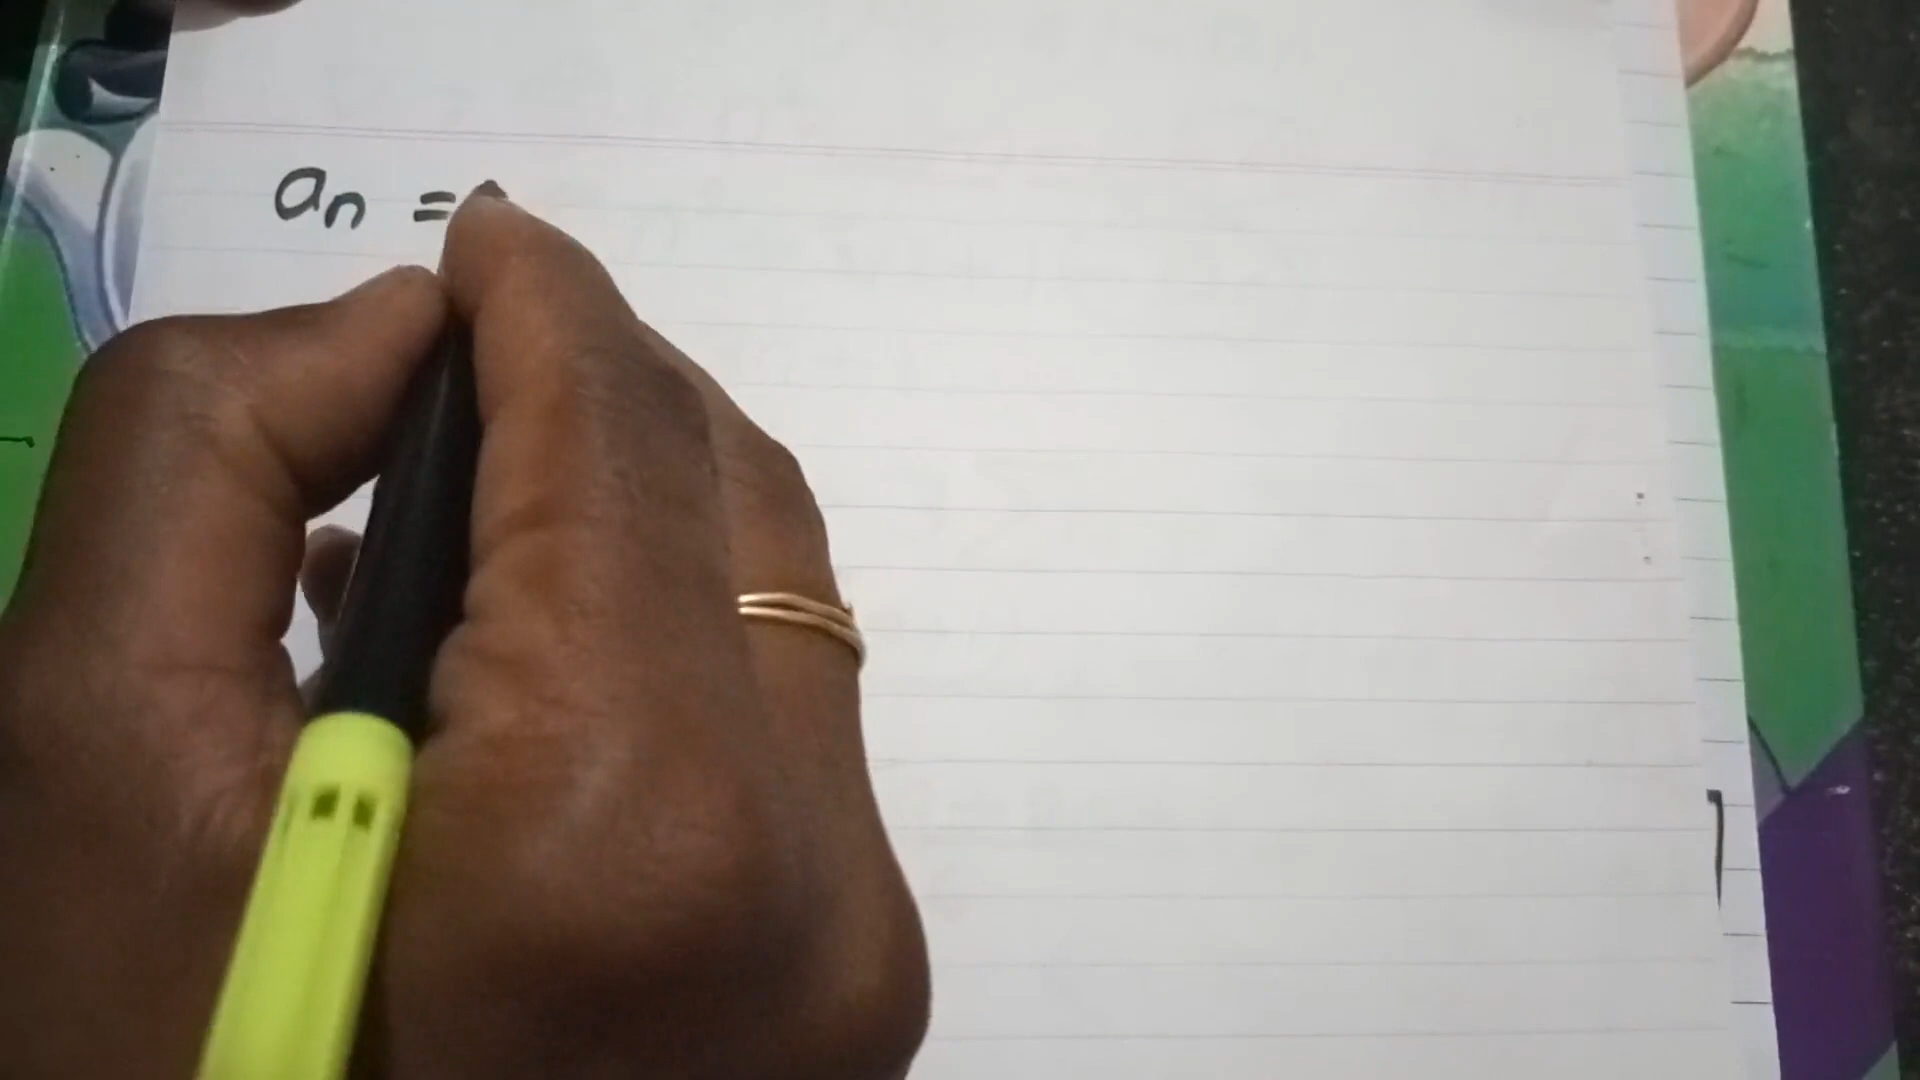 an =